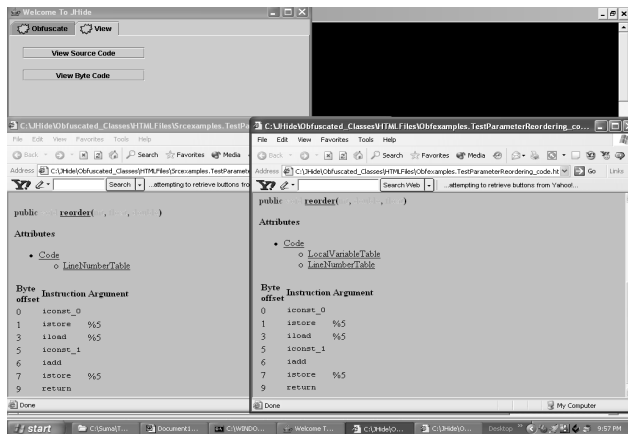 Welcome To JHide
Obfuscate View
View Source Code
View Byte Code
C:\JHide\Obfuscated_Classes\HTMLFiles\Srcexamples.TestPa
File Edit View Favorites Tools Help
Back Search Favorites Media
Address C:\JHide\Obfuscated_Classes\HTMLFiles\Srcexamples.TestParamete
Y7 Search ...attempting to retrieve buttons fro
public reorder( , , )
Attributes
Code
LineNumberTable
Byte offset Instruction Argument
0 iconst_0
1 istore %5
3 iload %5
5 iconst_1
6 iadd
7 istore %5
9 return
Done
C:\JHide\Obfuscated_Classes\HTMLFiles\Obfexamples.TestParameterReordering_co...
File Edit View Favorites Tools Help
Back Search Favorites Media
Address C:\JHide\Obfuscated_Classes\HTMLFiles\Obfexamples.TestParameterReordering_code.ht Go Links
Y7 Search Web ...attempting to retrieve buttons from Yahoo!...
public reorder( , , )
Attributes
Code
LocalVariableTable
LineNumberTable
Byte offset Instruction Argument
0 iconst_0
1 istore %5
3 iload %5
5 iconst_1
6 iadd
7 istore %5
9 return
Done My Computer
start C:\Suma\T... Document1... C:\WINDO... Welcome T... C:\JHide\O... C:\JHide\O... Desktop 9:57 PM